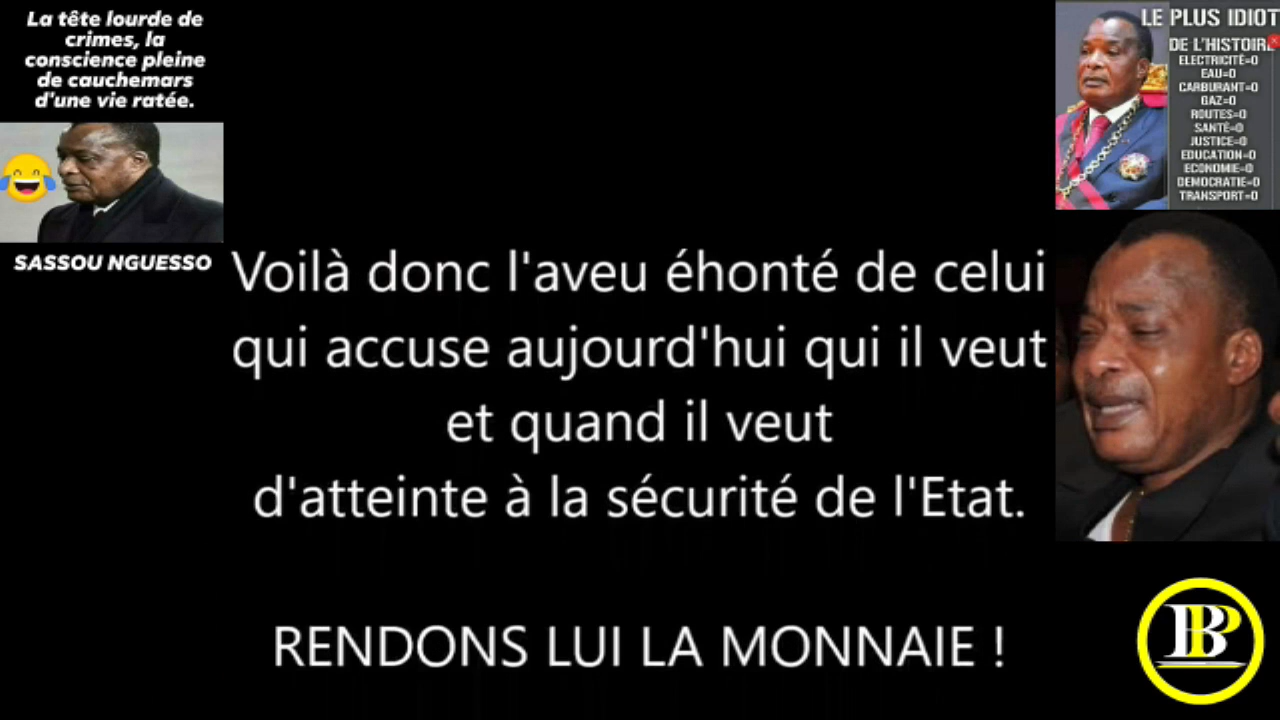 La tête lourde de
crimes, la
conscience pleine
de cauchemars
d'une vie ratée.
SASSOU NGUESSO
LE PLUS IDIOT
DE L'HISTOIRE
ELECTRICITÉ=0
EAU=0
CARBURANT=0
GAZ=0
ROUTES=0
SANTÉ=0
JUSTICE=0
EDUCATION=0
ECONOMIE=0
DEMOCRATIE=0
TRANSPORT=0
Voilà donc l'aveu éhonté de celui
qui accuse aujourd'hui qui il veut
et quand il veut
d'atteinte à la sécurité de l'Etat.
RENDONS LUI LA MONNAIE !
BP